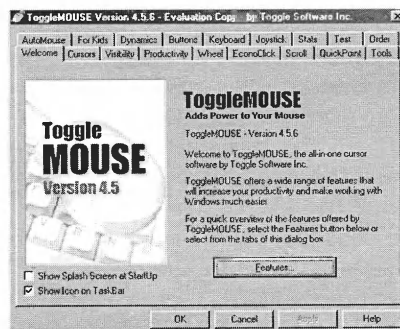 ToggleMOUSE Version 4.5.6 - Evaluation Copy by Toggle Software Inc.
AutoMouse For Kids Dynamics Buttons Keyboard Joystick Stats Test Order
Welcome Cursors Visibility Productivity Wheel EconoClick Scroll QuickPoint Tools
Toggle
MOUSE
Version 4.5
ToggleMOUSE
Adds Power to Your Mouse
ToggleMOUSE - Version 4.5.6
Welcome to ToggleMOUSE, the all-in-one cursor
software by Toggle Software Inc.
ToggleMOUSE offers a wide range of features that
will increase your productivity and make working with
Windows much easier.
For a quick overview of the features offered by
ToggleMOUSE, select the Features button below or
select from the tabs of this dialog box.
Features...
Show Splash Screen at StartUp
Show Icon on TaskBar
OK Cancel Apply Help